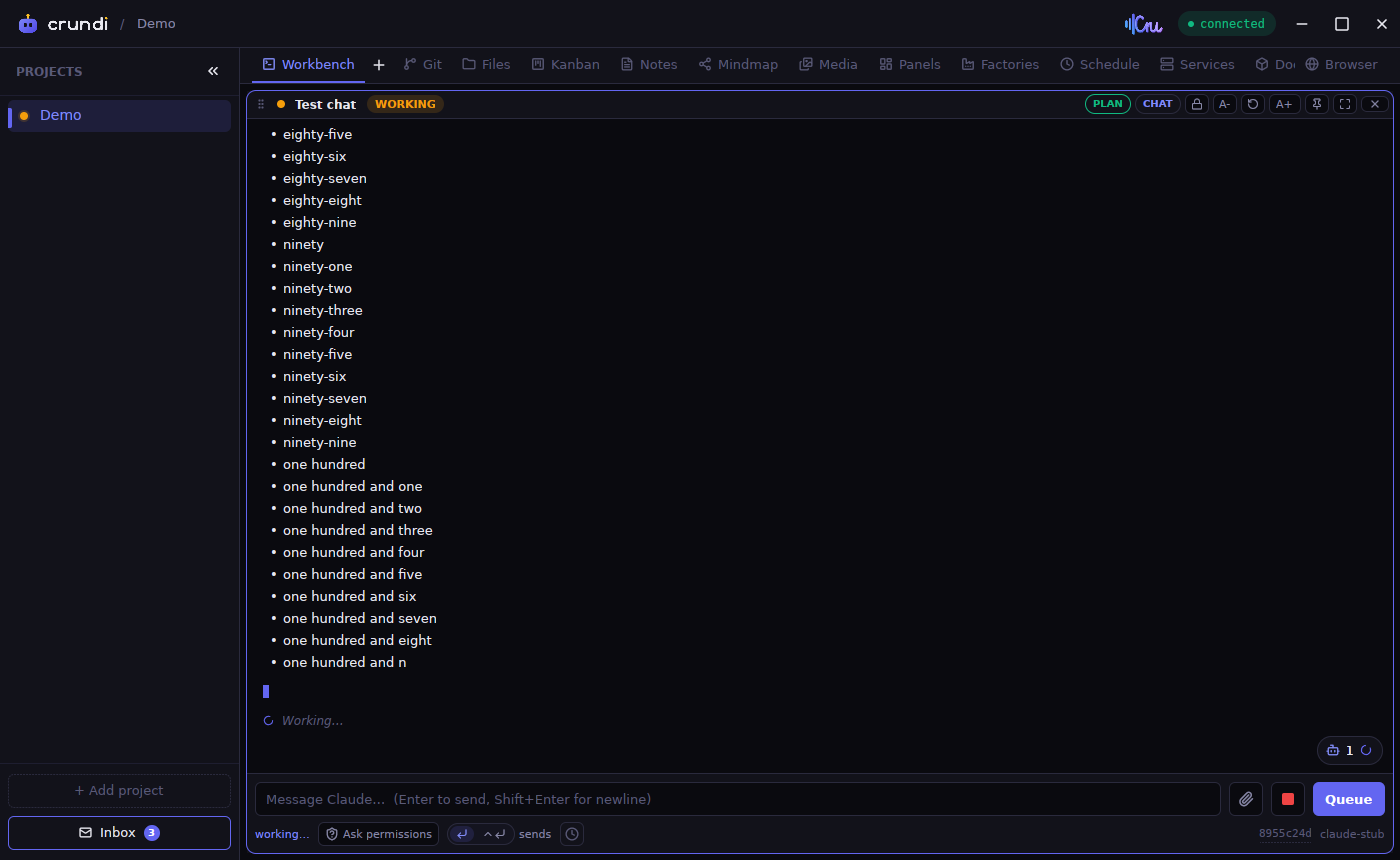 crundi / Demo
Cru
connected
PROJECTS
Workbench
Git
Files
Kanban
Notes
Mindmap
Media
Panels
Factories
Schedule
Services
Doc
Browser
Demo
Test chat WORKING
PLAN CHAT A- A+
• eighty-five
• eighty-six
• eighty-seven
• eighty-eight
• eighty-nine
• ninety
• ninety-one
• ninety-two
• ninety-three
• ninety-four
• ninety-five
• ninety-six
• ninety-seven
• ninety-eight
• ninety-nine
• one hundred
• one hundred and one
• one hundred and two
• one hundred and three
• one hundred and four
• one hundred and five
• one hundred and six
• one hundred and seven
• one hundred and eight
• one hundred and n
Working...
1
+ Add project
Inbox 3
Message Claude... (Enter to send, Shift+Enter for newline)
Queue
working... Ask permissions sends
8955c24d claude-stub